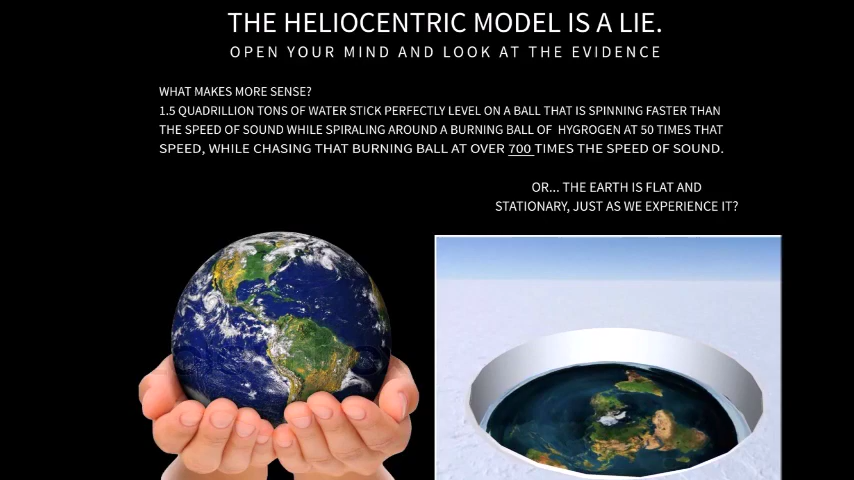 THE HELIOCENTRIC MODEL IS A LIE.
OPEN YOUR MIND AND LOOK AT THE EVIDENCE
WHAT MAKES MORE SENSE?
1.5 QUADRILLION TONS OF WATER STICK PERFECTLY LEVEL ON A BALL THAT IS SPINNING FASTER THAN
THE SPEED OF SOUND WHILE SPIRALING AROUND A BURNING BALL OF HYGROGEN AT 50 TIMES THAT
SPEED, WHILE CHASING THAT BURNING BALL AT OVER 700 TIMES THE SPEED OF SOUND.
OR... THE EARTH IS FLAT AND
STATIONARY, JUST AS WE EXPERIENCE IT?